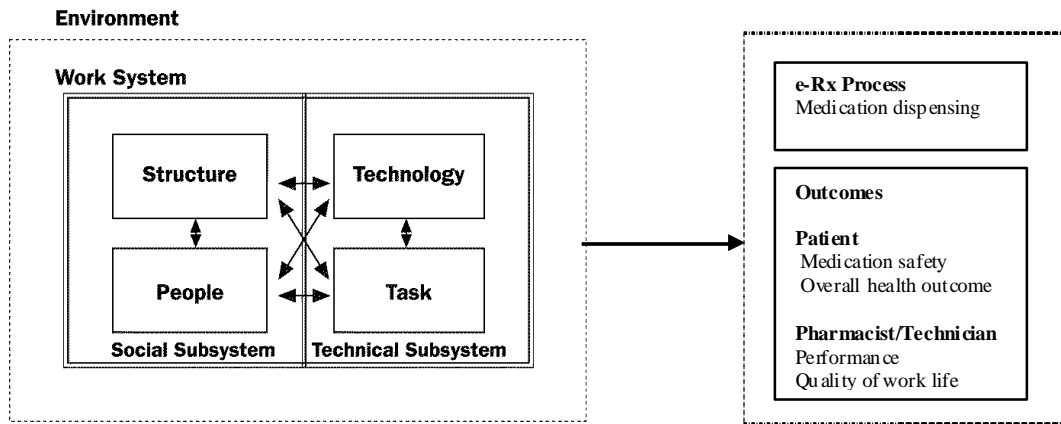 Environment
Work System
Structure
Technology
People
Task
Social Subsystem
Technical Subsystem
e-Rx Process
Medication dispensing
Outcomes
Patient
Medication safety
Overall health outcome
Pharmacist/Technician
Performance
Quality of work life